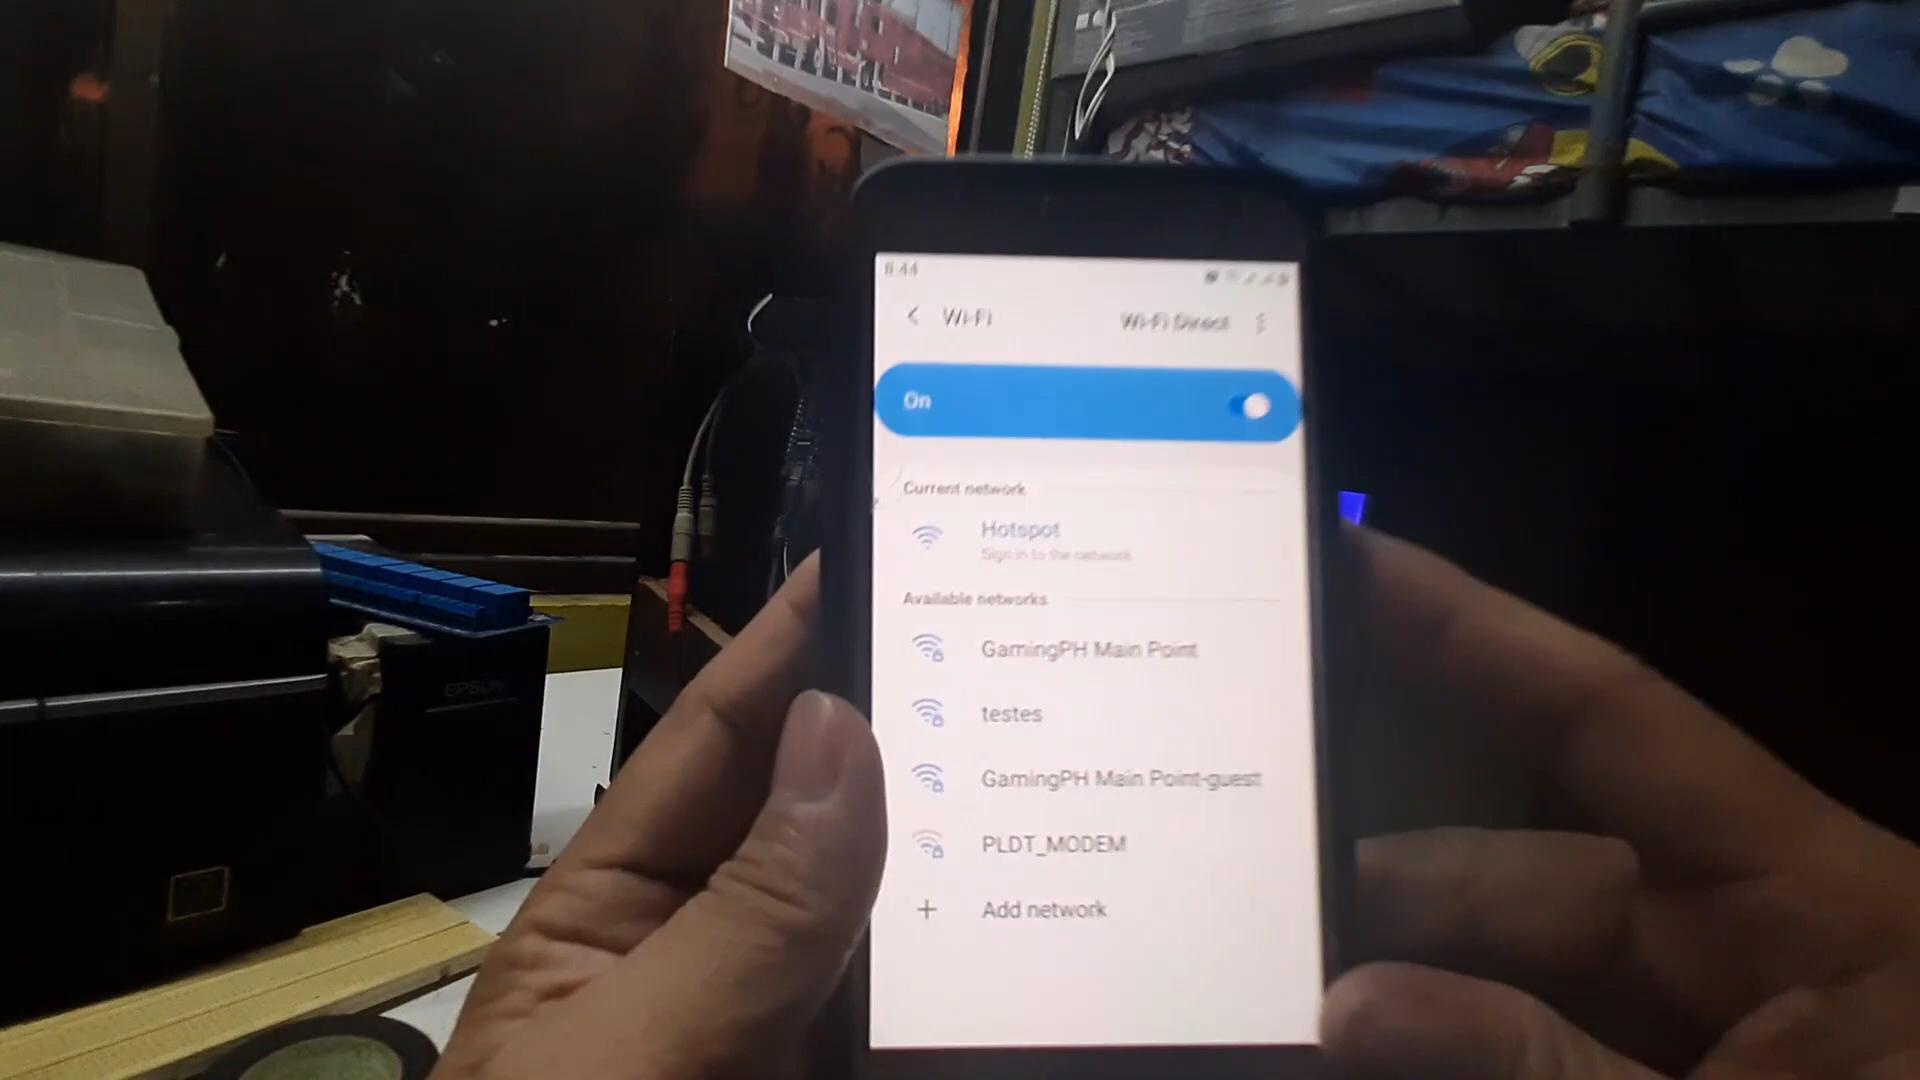 8:44
Wi-Fi
Wi-Fi Direct
On
Current network
Hotspot
Sign in to the network
Available networks
GamingPH Main Point
testes
GamingPH Main Point-guest
PLDT_MODEM
Add network
EPSON